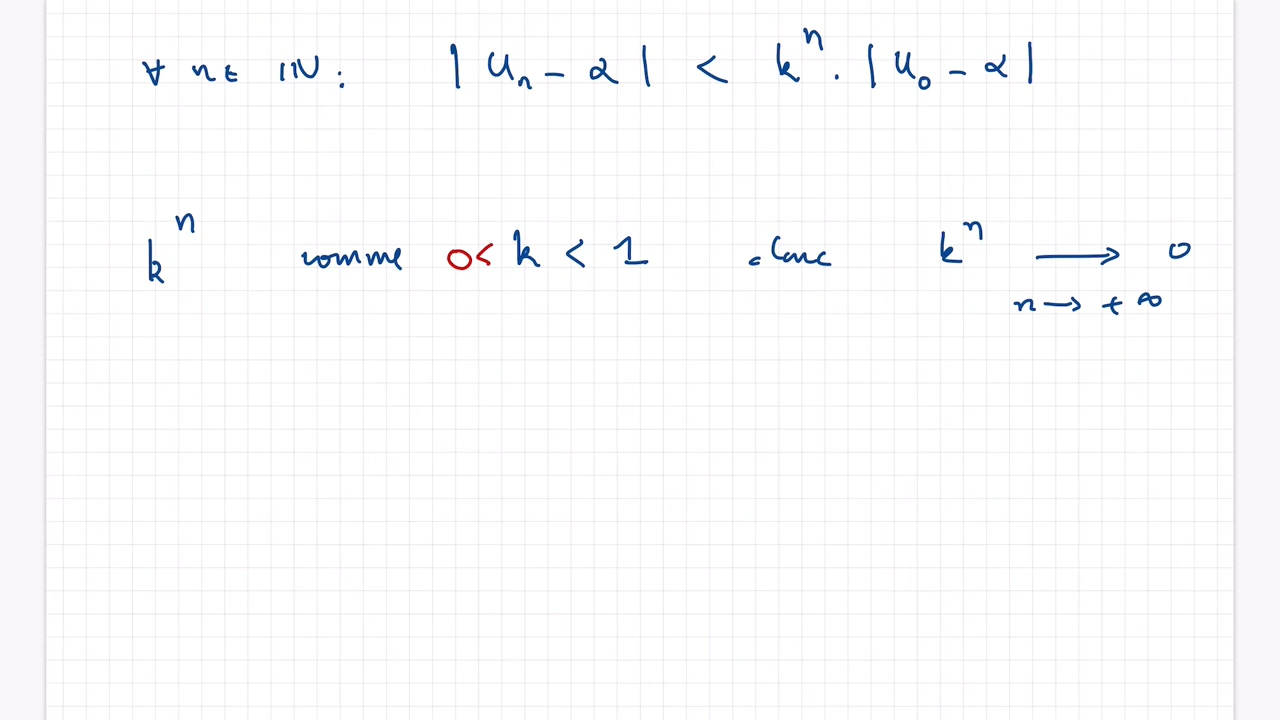 ∀ n ∈ ℕ : | Uₙ - α | < kⁿ . | U₀ - α |
kⁿ comme 0 < k < 1 donc kⁿ ⟶ 0
n → + ∞